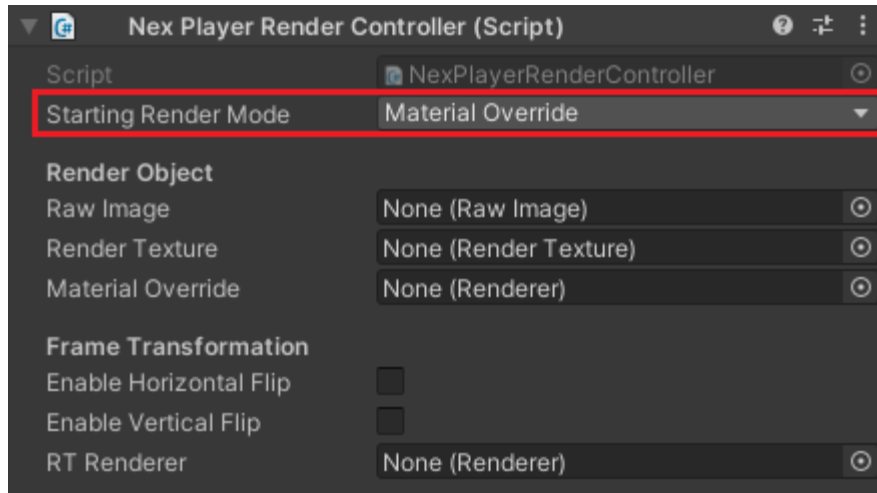 Nex Player Render Controller (Script)
Script NexPlayerRenderController
Starting Render Mode Material Override
Render Object
Raw Image None (Raw Image)
Render Texture None (Render Texture)
Material Override None (Renderer)
Frame Transformation
Enable Horizontal Flip
Enable Vertical Flip
RT Renderer None (Renderer)